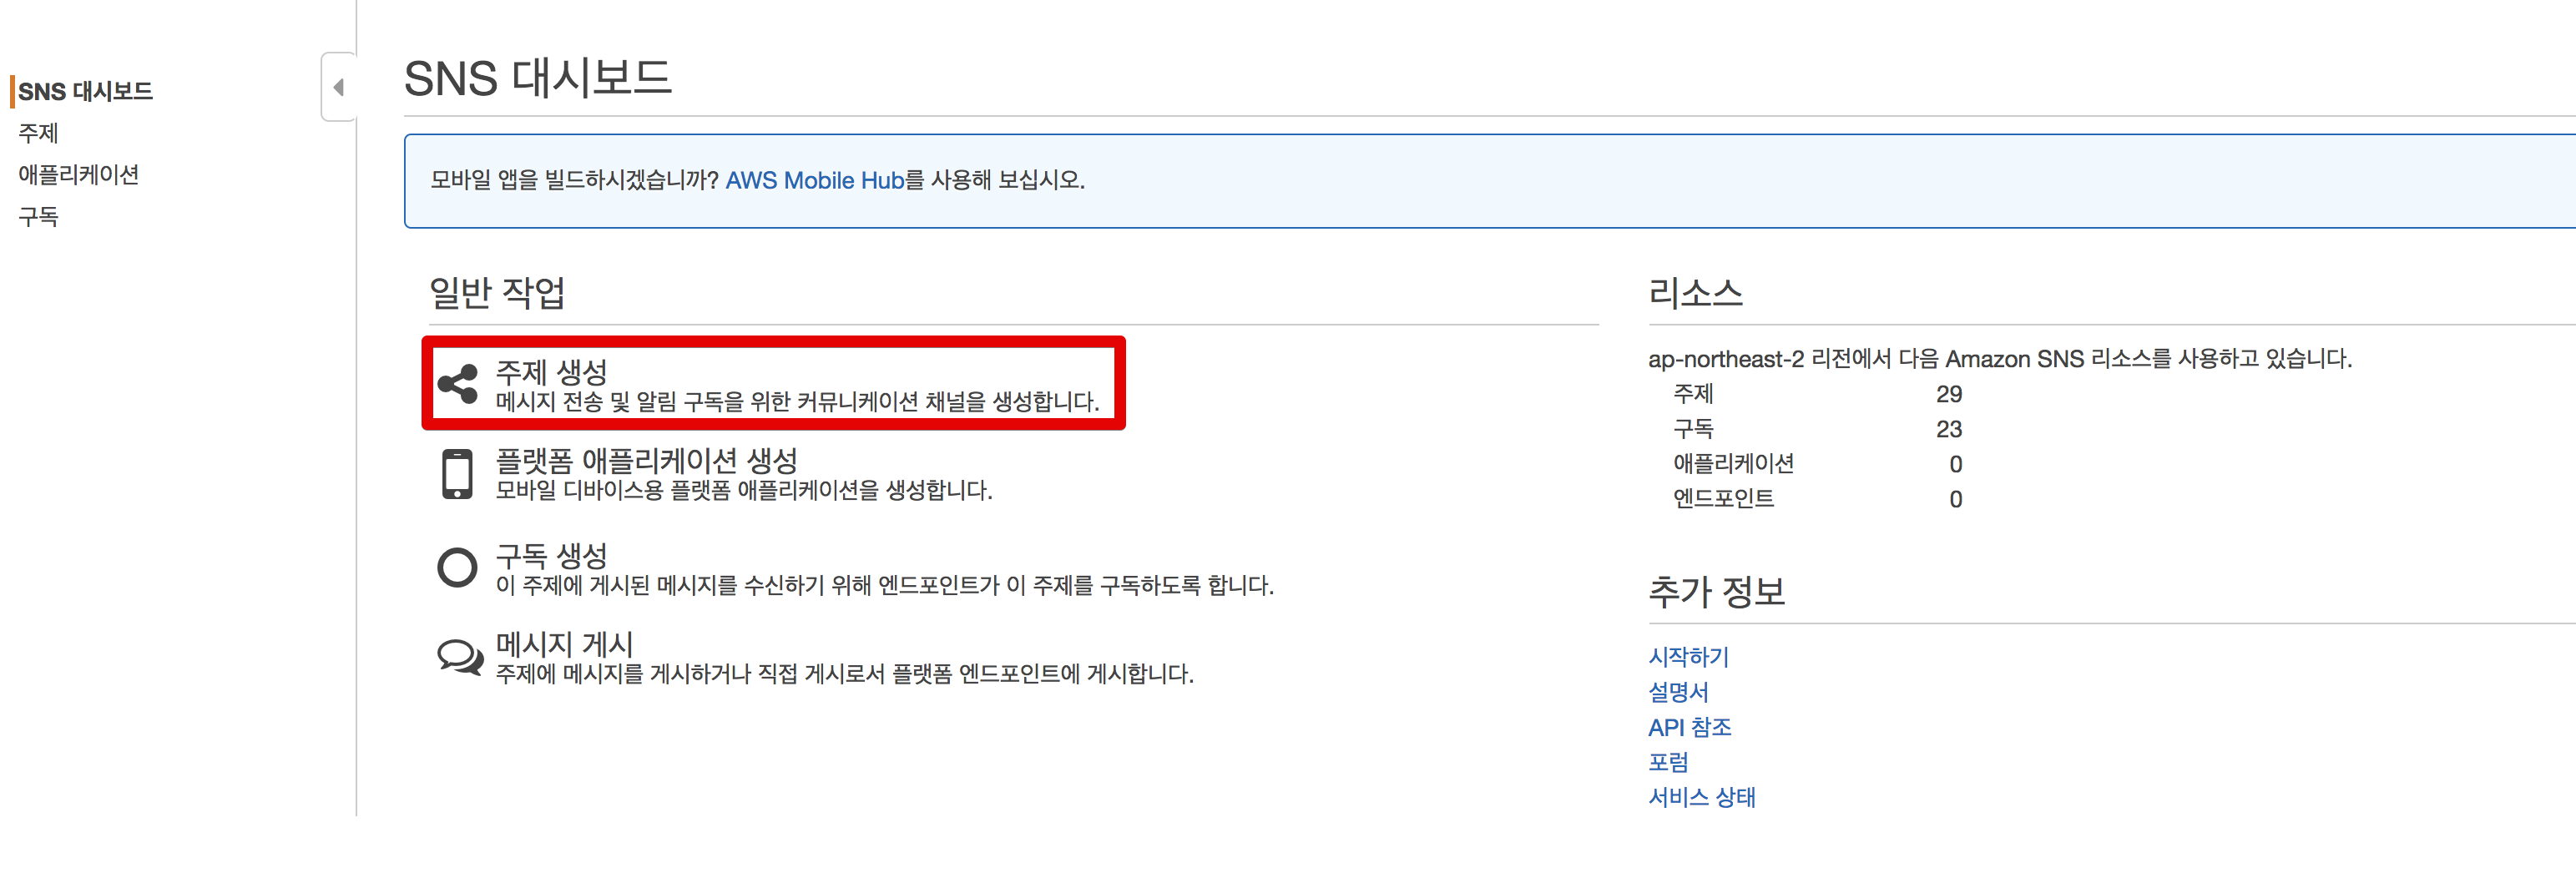 SNS 대시보드
주제
애플리케이션
구독
SNS 대시보드
모바일 앱을 빌드하시겠습니까? AWS Mobile Hub를 사용해 보십시오.
일반 작업
주제 생성
메시지 전송 및 알림 구독을 위한 커뮤니케이션 채널을 생성합니다.
플랫폼 애플리케이션 생성
모바일 디바이스용 플랫폼 애플리케이션을 생성합니다.
구독 생성
이 주제에 게시된 메시지를 수신하기 위해 엔드포인트가 이 주제를 구독하도록 합니다.
메시지 게시
주제에 메시지를 게시하거나 직접 게시로서 플랫폼 엔드포인트에 게시합니다.
리소스
ap-northeast-2 리전에서 다음 Amazon SNS 리소스를 사용하고 있습니다.
주제 29
구독 23
애플리케이션 0
엔드포인트 0
추가 정보
시작하기
설명서
API 참조
포럼
서비스 상태